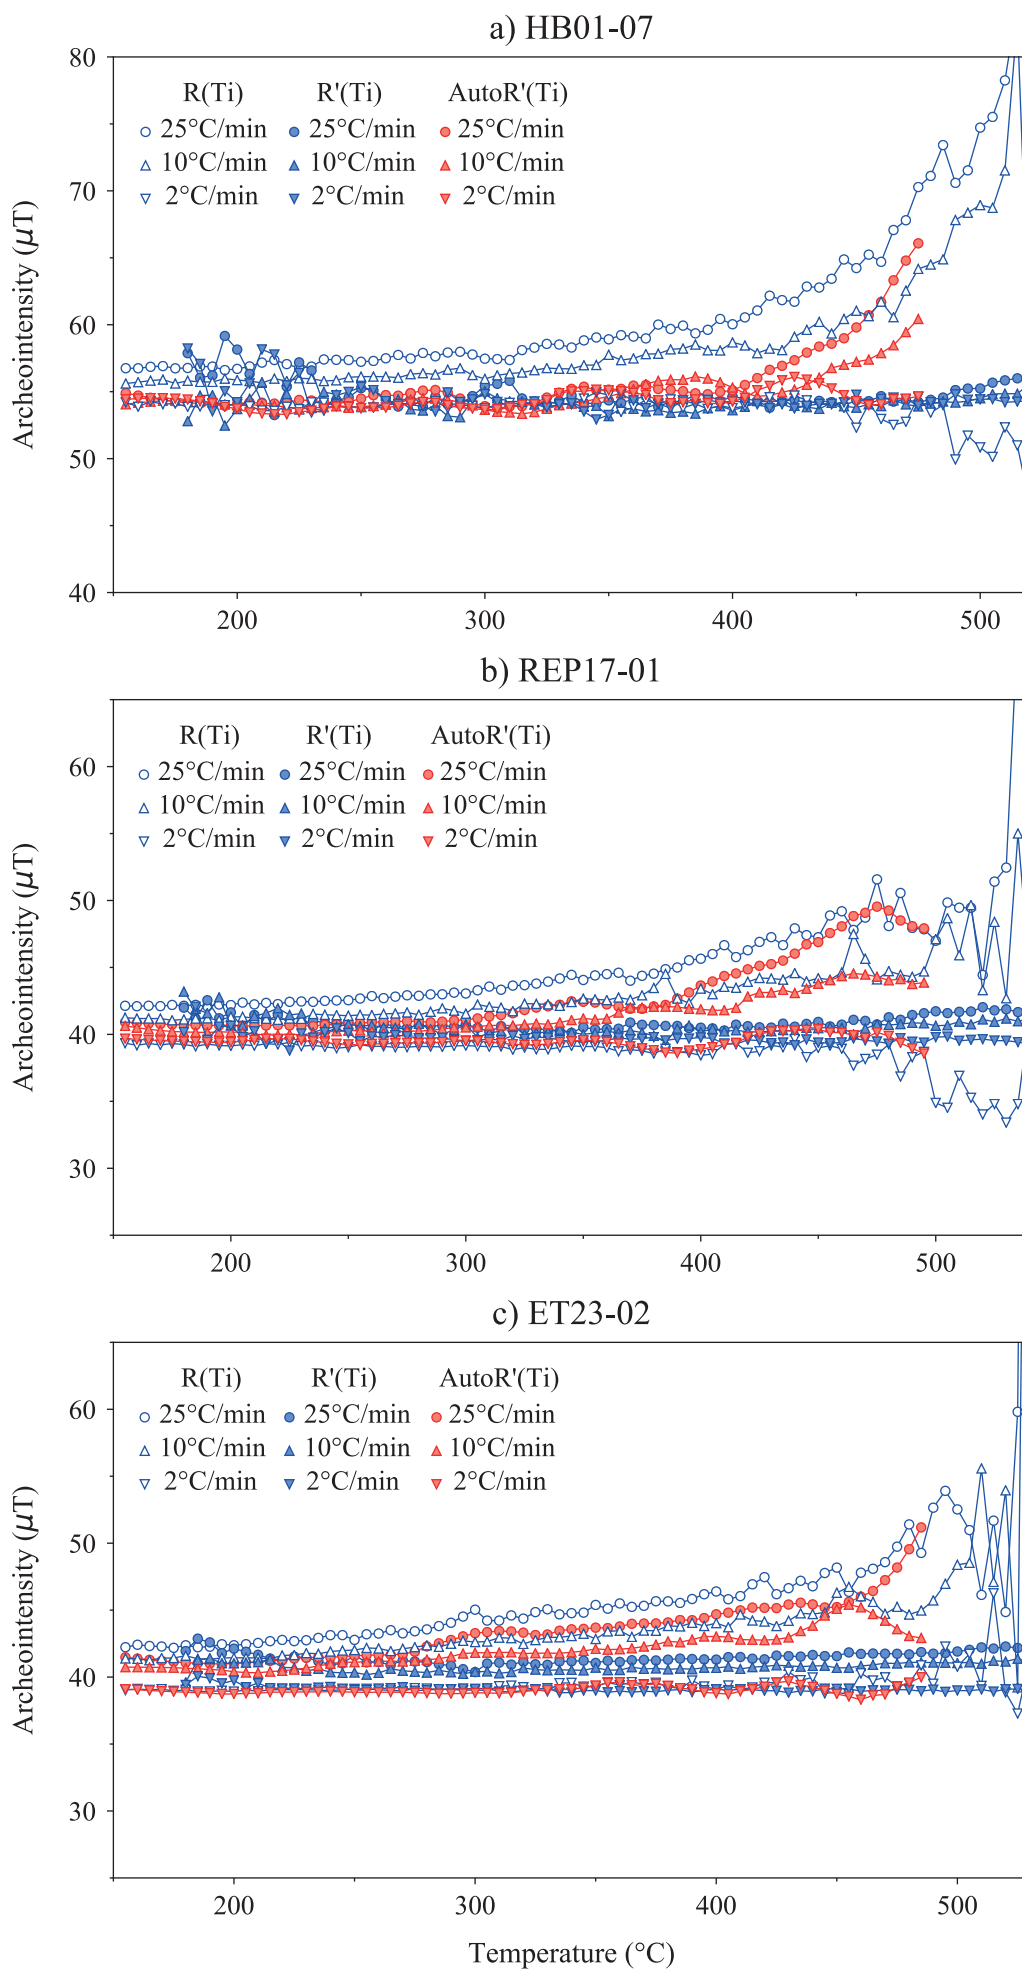 a) HB01-07
80
70
60
50
40
Archeointensity (µT)
R(Ti) R'(Ti) AutoR'(Ti)
25°C/min 25°C/min 25°C/min
10°C/min 10°C/min 10°C/min
2°C/min 2°C/min 2°C/min
200 300 400 500
b) REP17-01
60
50
40
30
Archeointensity (µT)
R(Ti) R'(Ti) AutoR'(Ti)
25°C/min 25°C/min 25°C/min
10°C/min 10°C/min 10°C/min
2°C/min 2°C/min 2°C/min
200 300 400 500
c) ET23-02
60
50
40
30
Archeointensity (µT)
R(Ti) R'(Ti) AutoR'(Ti)
25°C/min 25°C/min 25°C/min
10°C/min 10°C/min 10°C/min
2°C/min 2°C/min 2°C/min
200 300 400 500
Temperature (°C)